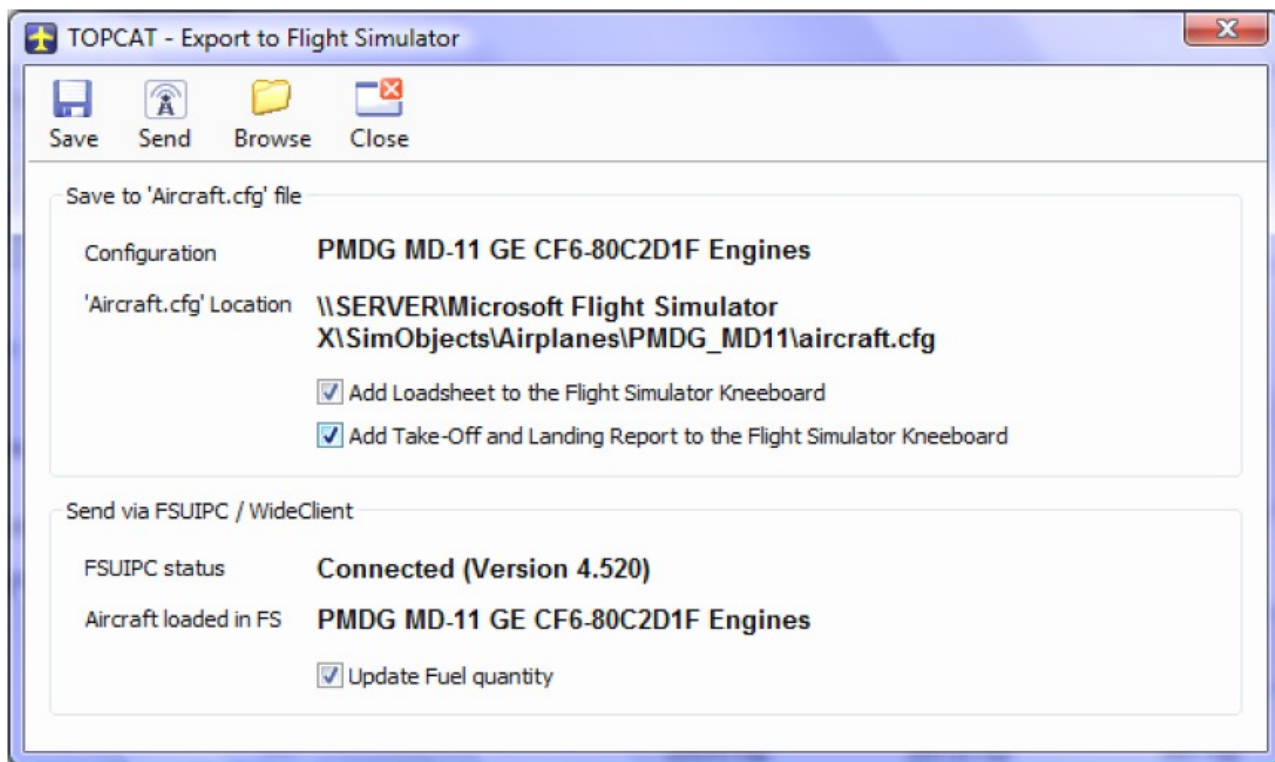 TOPCAT - Export to Flight Simulator
Save Send Browse Close
Save to 'Aircraft.cfg' file
Configuration PMDG MD-11 GE CF6-80C2D1F Engines
'Aircraft.cfg' Location \\SERVER\Microsoft Flight Simulator
X\SimObjects\Airplanes\PMDG_MD11\aircraft.cfg
Add Loadsheet to the Flight Simulator Kneeboard
Add Take-Off and Landing Report to the Flight Simulator Kneeboard
Send via FSUIPC / WideClient
FSUIPC status Connected (Version 4.520)
Aircraft loaded in FS PMDG MD-11 GE CF6-80C2D1F Engines
Update Fuel quantity